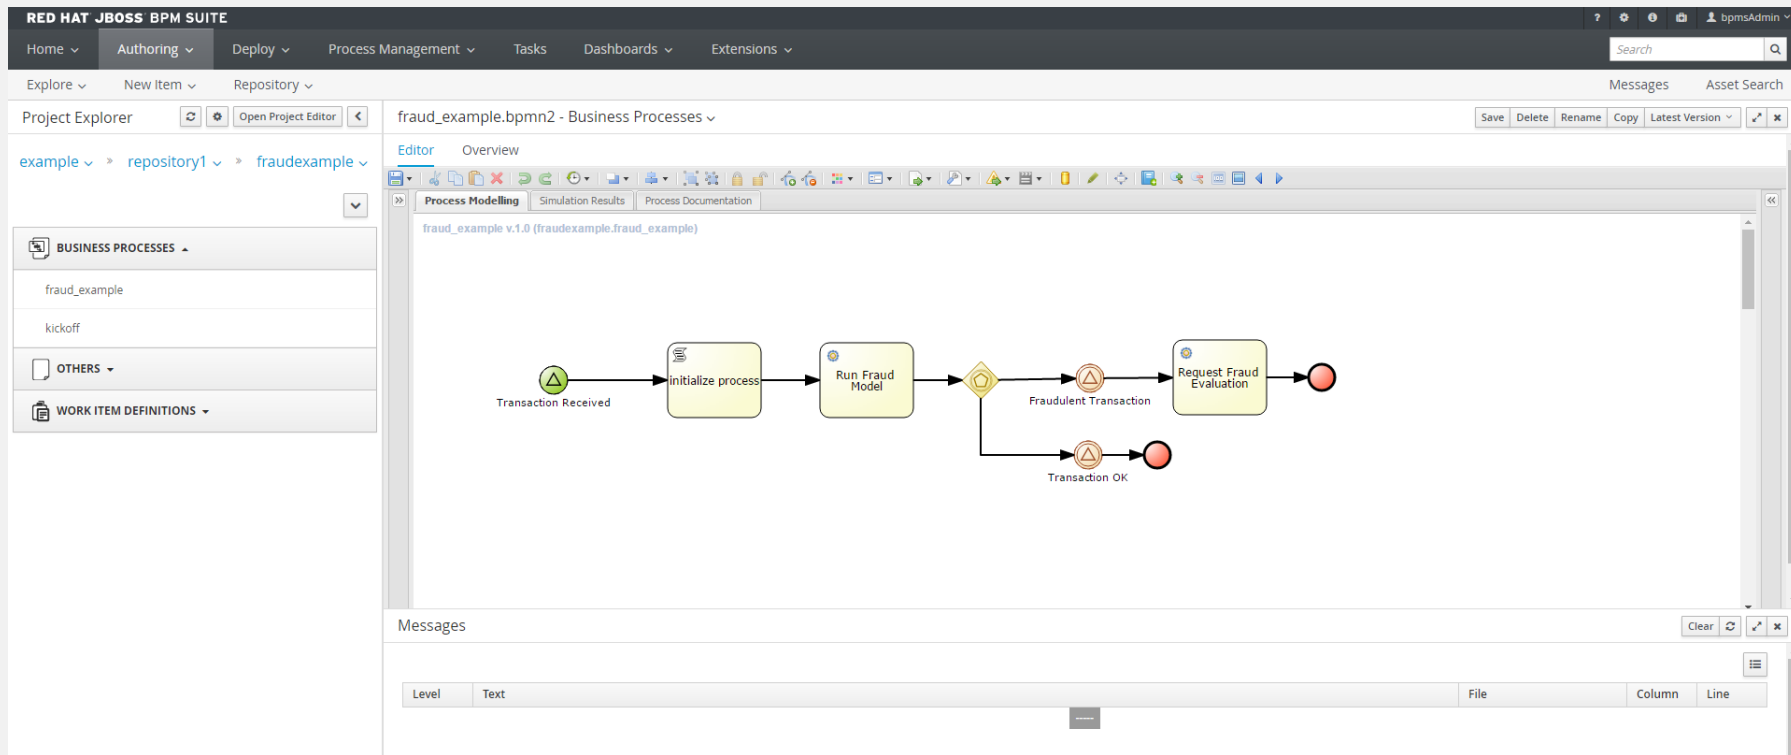 RED HAT JBOSS BPM SUITE
? bpmsAdmin
Home Authoring Deploy Process Management Tasks Dashboards Extensions Search
Explore New Item Repository Messages Asset Search
Project Explorer Open Project Editor
example » repository1 » fraudexample
BUSINESS PROCESSES
fraud_example
kickoff
OTHERS
WORK ITEM DEFINITIONS
fraud_example.bpmn2 - Business Processes
Save Delete Rename Copy Latest Version
Editor Overview
Process Modelling Simulation Results Process Documentation
fraud_example v.1.0 (fraudexample.fraud_example)
Transaction Received
initialize process
Run Fraud
Model
Fraudulent Transaction
Request Fraud
Evaluation
Transaction OK
Messages
Clear
Level Text File Column Line